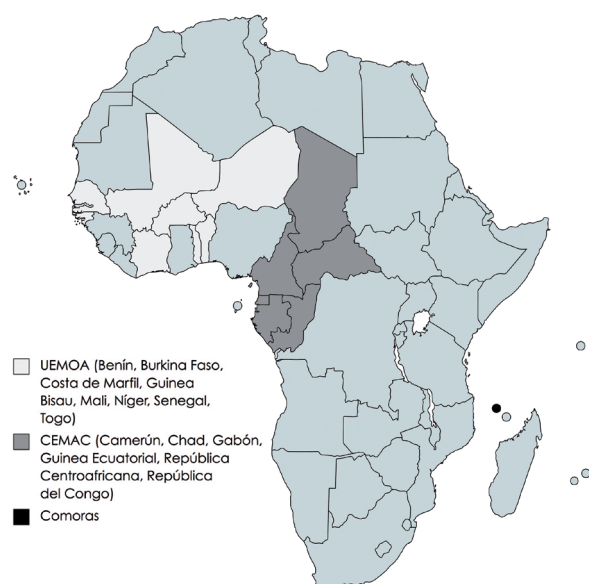 UEMOA (Benín, Burkina Faso,
Costa de Marfil, Guinea
Bisau, Mali, Níger, Senegal,
Togo)
CEMAC (Camerún, Chad, Gabón,
Guinea Ecuatorial, República
Centroafricana, República
del Congo)
Comoras